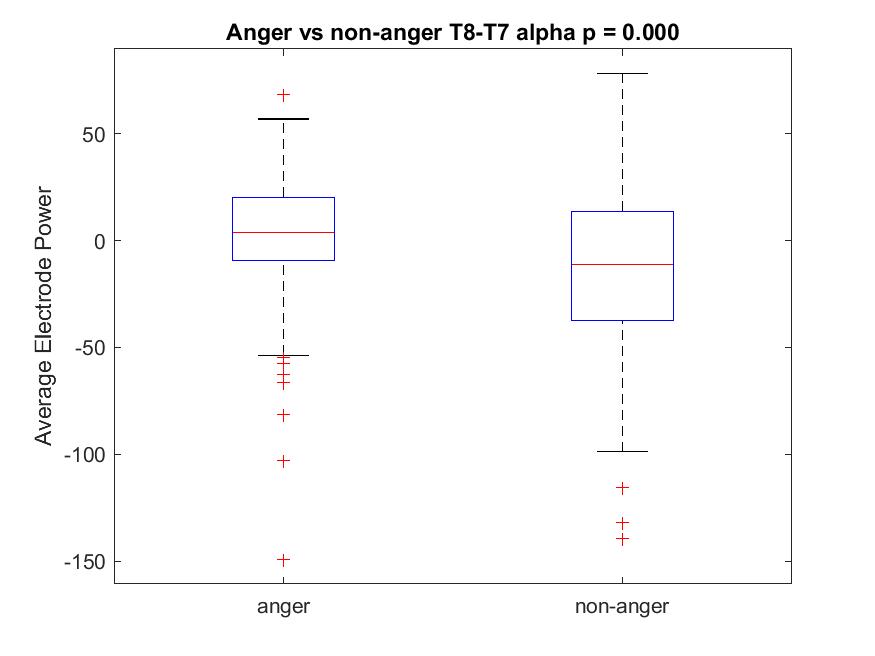 Anger vs non-anger T8-T7 alpha p = 0.000
Average Electrode Power
50
0
-50
-100
-150
anger
non-anger